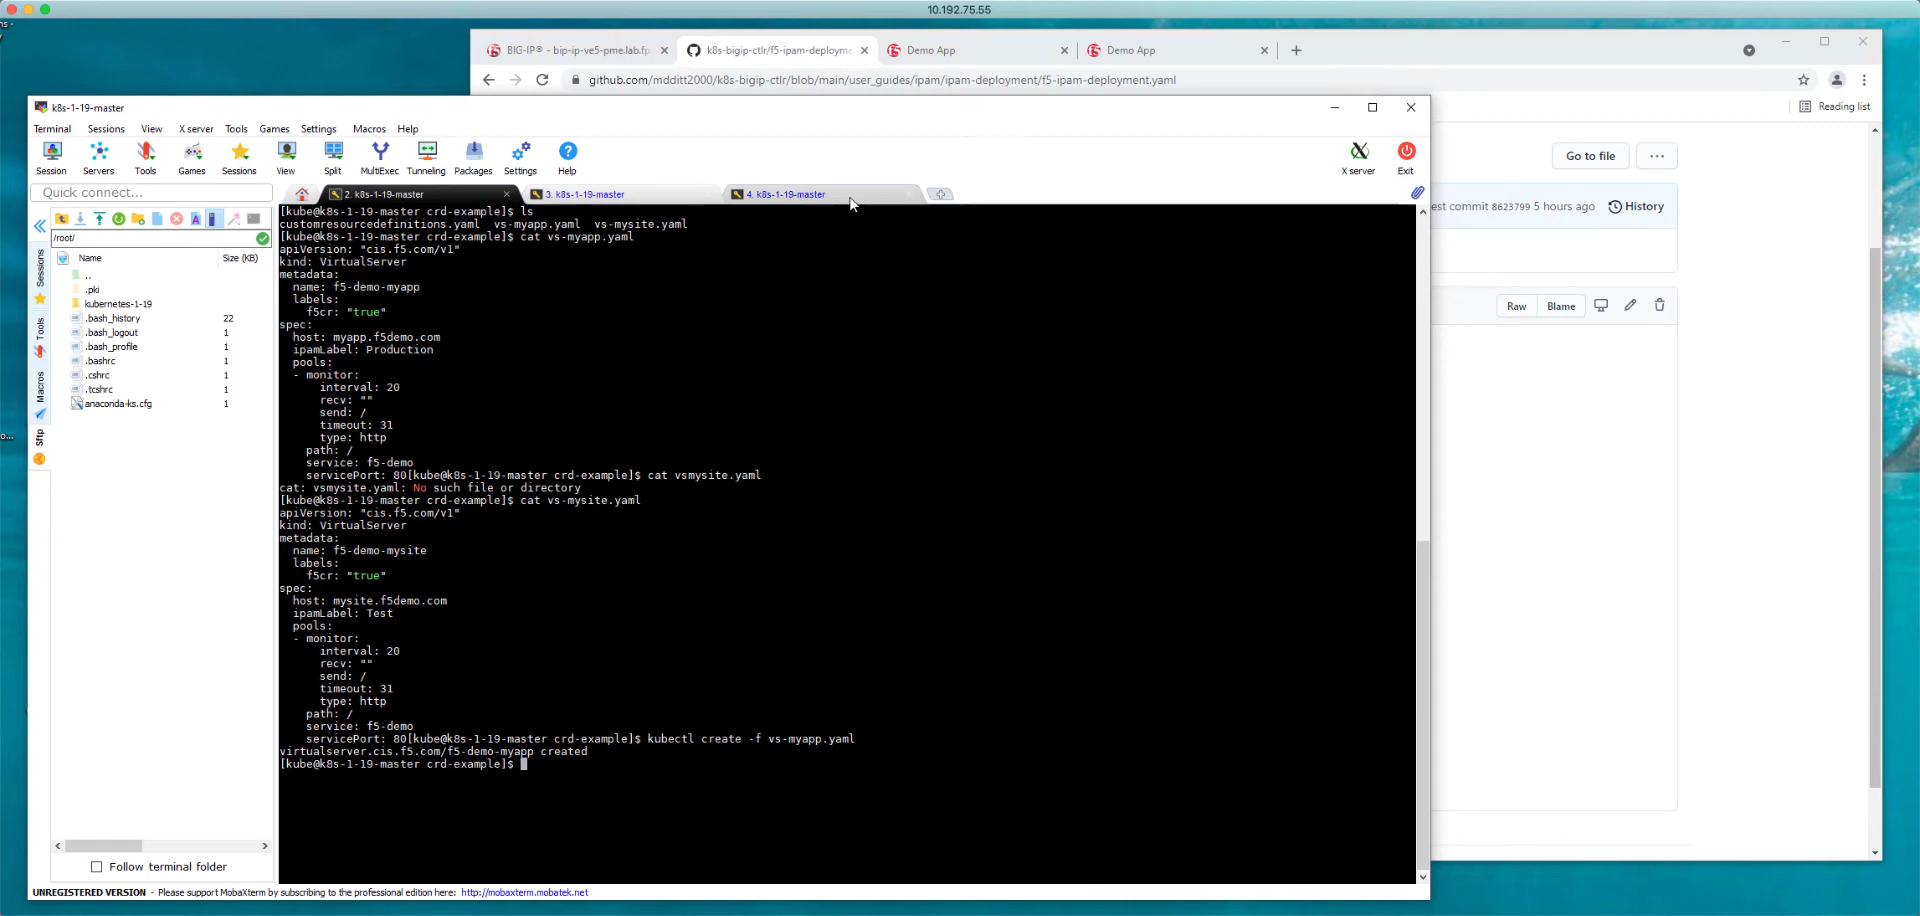 10.192.75.55
BIG-IP® - bip-ip-ve5-pme.lab.fp
k8s-bigip-ctlr/f5-ipam-deployme
Demo App
Demo App
github.com/mdditt2000/k8s-bigip-ctlr/blob/main/user_guides/ipam/ipam-deployment/f5-ipam-deployment.yaml
Reading list
k8s-1-19-master
Terminal Sessions View X server Tools Games Settings Macros Help
Session Servers Tools Games Sessions View Split MultiExec Tunneling Packages Settings Help X server Exit
Quick connect...
2. k8s-1-19-master
3. k8s-1-19-master
4. k8s-1-19-master
/root/
Name Size (KB)
..
.pki
kubernetes-1-19
.bash_history 22
.bash_logout 1
.bash_profile 1
.bashrc 1
.cshrc 1
.tcshrc 1
anaconda-ks.cfg 1
Sessions
Tools
Macros
Sftp
Follow terminal folder
[kube@k8s-1-19-master crd-example]$ ls
customresourcedefinitions.yaml  vs-myapp.yaml  vs-mysite.yaml
[kube@k8s-1-19-master crd-example]$ cat vs-myapp.yaml
apiVersion: "cis.f5.com/v1"
kind: VirtualServer
metadata:
  name: f5-demo-myapp
  labels:
    f5cr: "true"
spec:
  host: myapp.f5demo.com
  ipamLabel: Production
  pools:
  - monitor:
      interval: 20
      recv: ""
      send: /
      timeout: 31
      type: http
    path: /
    service: f5-demo
    servicePort: 80[kube@k8s-1-19-master crd-example]$ cat vsmysite.yaml
cat: vsmysite.yaml: No such file or directory
[kube@k8s-1-19-master crd-example]$ cat vs-mysite.yaml
apiVersion: "cis.f5.com/v1"
kind: VirtualServer
metadata:
  name: f5-demo-mysite
  labels:
    f5cr: "true"
spec:
  host: mysite.f5demo.com
  ipamLabel: Test
  pools:
  - monitor:
      interval: 20
      recv: ""
      send: /
      timeout: 31
      type: http
    path: /
    service: f5-demo
    servicePort: 80[kube@k8s-1-19-master crd-example]$ kubectl create -f vs-myapp.yaml
virtualserver.cis.f5.com/f5-demo-myapp created
[kube@k8s-1-19-master crd-example]$
UNREGISTERED VERSION - Please support MobaXterm by subscribing to the professional edition here: http://mobaxterm.mobatek.net
Go to file
est commit 8623799 5 hours ago History
Raw Blame